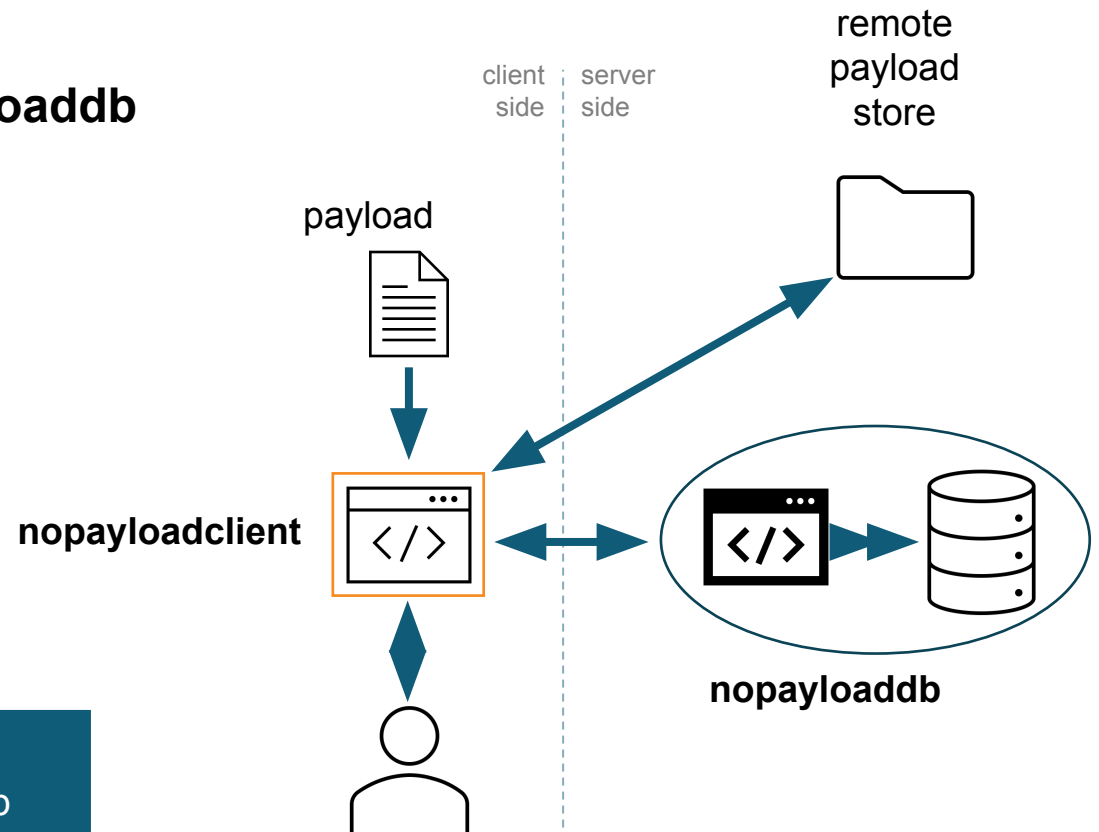 remote
payload
store
client
side
server
side
oaddb
payload
</>
</>
nopayloadclient
nopayloaddb